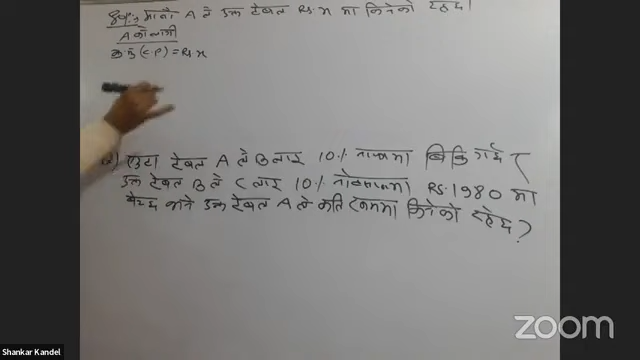 मानौ A ले उक्त टेबल Rs. x मा किनेको रहेछ।
A को लागी
क्र.मु (C.P) = Rs. x
एउटा टेबल A ले B लाई 10% नाफामा बिक्रि गर्यो र
उक्त टेबल B ले C लाई 10% नोक्सानमा Rs. 1980 मा
बेच्यो भने उक्त टेबल A ले कति रकममा किनेको रहेछ?
Shankar Kandel
zoom